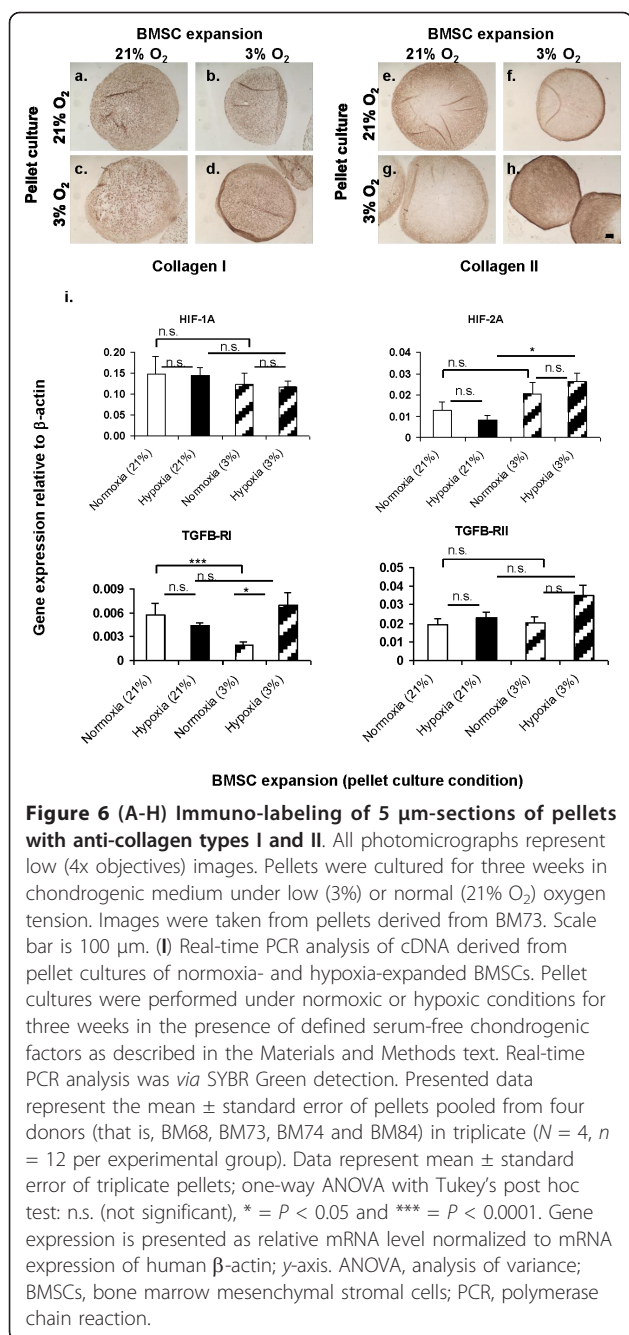 BMSC expansion
21% O₂ 3% O₂
BMSC expansion
21% O₂ 3% O₂
Pellet culture
21% O₂
3% O₂
a.
b.
c.
d.
Pellet culture
21% O₂
3% O₂
e.
f.
g.
h.
Collagen I
Collagen II
i.
Gene expression relative to β-actin
HIF-1A
n.s.
n.s.
n.s.
n.s.
0.20
0.15
0.10
0.05
0.00
Normoxia (21%)
Hypoxia (21%)
Normoxia (3%)
Hypoxia (3%)
HIF-2A
n.s.
*
n.s.
n.s.
0.04
0.03
0.02
0.01
0
Normoxia (21%)
Hypoxia (21%)
Normoxia (3%)
Hypoxia (3%)
TGFB-RI
***
n.s.
n.s.
*
0.009
0.006
0.003
0
Normoxia (21%)
Hypoxia (21%)
Normoxia (3%)
Hypoxia (3%)
TGFB-RII
n.s.
n.s.
n.s.
n.s.
0.05
0.04
0.03
0.02
0.01
0
Normoxia (21%)
Hypoxia (21%)
Normoxia (3%)
Hypoxia (3%)
BMSC expansion (pellet culture condition)
Figure 6 (A-H) Immuno-labeling of 5 μm-sections of pellets
with anti-collagen types I and II. All photomicrographs represent
low (4x objectives) images. Pellets were cultured for three weeks in
chondrogenic medium under low (3%) or normal (21% O₂) oxygen
tension. Images were taken from pellets derived from BM73. Scale
bar is 100 μm. (I) Real-time PCR analysis of cDNA derived from
pellet cultures of normoxia- and hypoxia-expanded BMSCs. Pellet
cultures were performed under normoxic or hypoxic conditions for
three weeks in the presence of defined serum-free chondrogenic
factors as described in the Materials and Methods text. Real-time
PCR analysis was via SYBR Green detection. Presented data
represent the mean ± standard error of pellets pooled from four
donors (that is, BM68, BM73, BM74 and BM84) in triplicate (N = 4, n
= 12 per experimental group). Data represent mean ± standard
error of triplicate pellets; one-way ANOVA with Tukey's post hoc
test: n.s. (not significant), * = P < 0.05 and *** = P < 0.0001. Gene
expression is presented as relative mRNA level normalized to mRNA
expression of human β-actin; y-axis. ANOVA, analysis of variance;
BMSCs, bone marrow mesenchymal stromal cells; PCR, polymerase
chain reaction.